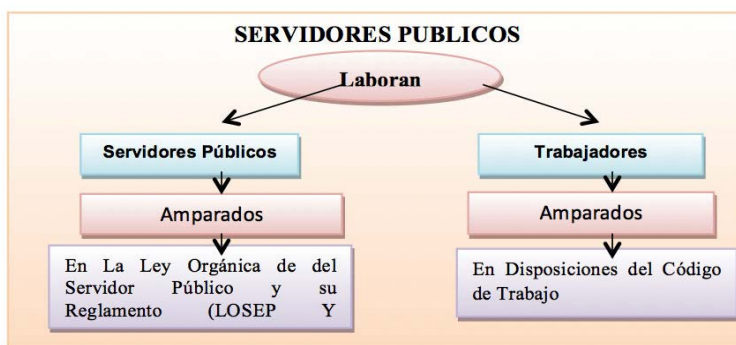 SERVIDORES PUBLICOS
Laboran
Servidores Públicos
Trabajadores
Amparados
Amparados
En La Ley Orgánica de del
Servidor Público y su
Reglamento (LOSEP Y
En Disposiciones del Código
de Trabajo